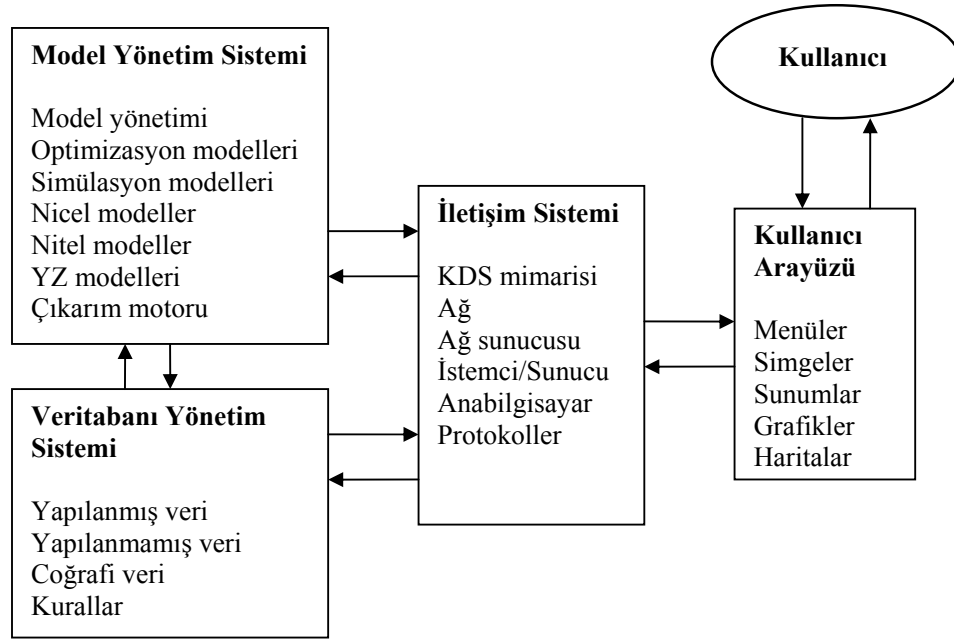 Model Yönetim Sistemi
Model yönetimi
Optimizasyon modelleri
Simülasyon modelleri
Nicel modeller
Nitel modeller
YZ modelleri
Çıkarım motoru
Veritabanı Yönetim
Sistemi
Yapılanmış veri
Yapılanmamış veri
Coğrafi veri
Kurallar
İletişim Sistemi
KDS mimarisi
Ağ
Ağ sunucusu
İstemci/Sunucu
Anabilgisayar
Protokoller
Kullanıcı
Kullanıcı
Arayüzü
Menüler
Simgeler
Sunumlar
Grafikler
Haritalar